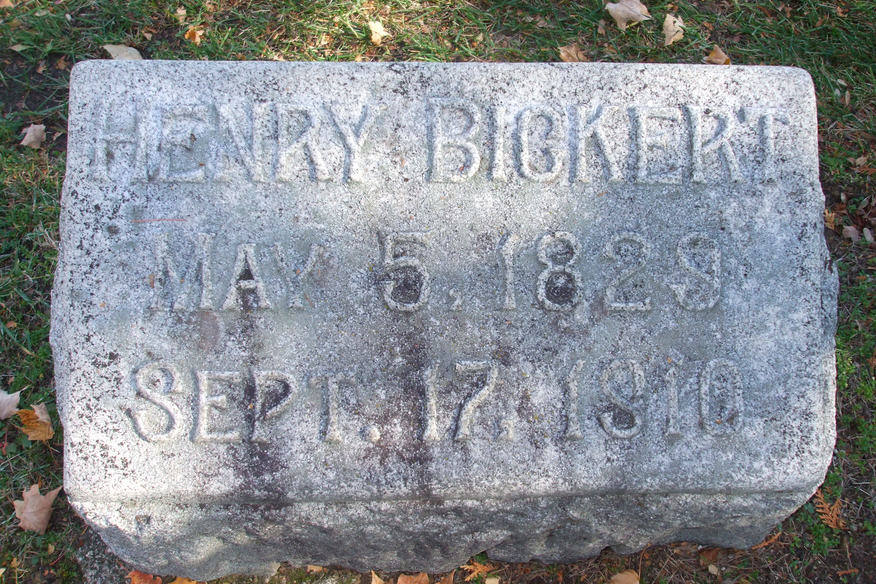 HENRY BICKERT
MAY 5. 1829
SEPT. 17. 1910